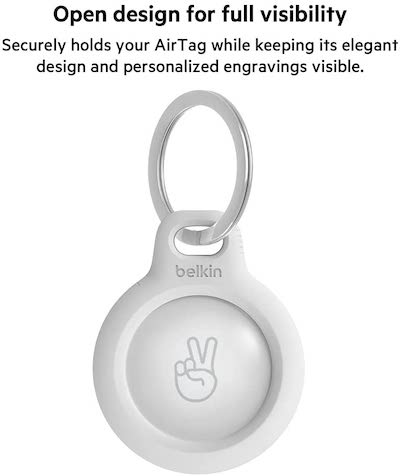 Open design for full visibility
Securely holds your AirTag while keeping its elegant
design and personalized engravings visible.
belkin